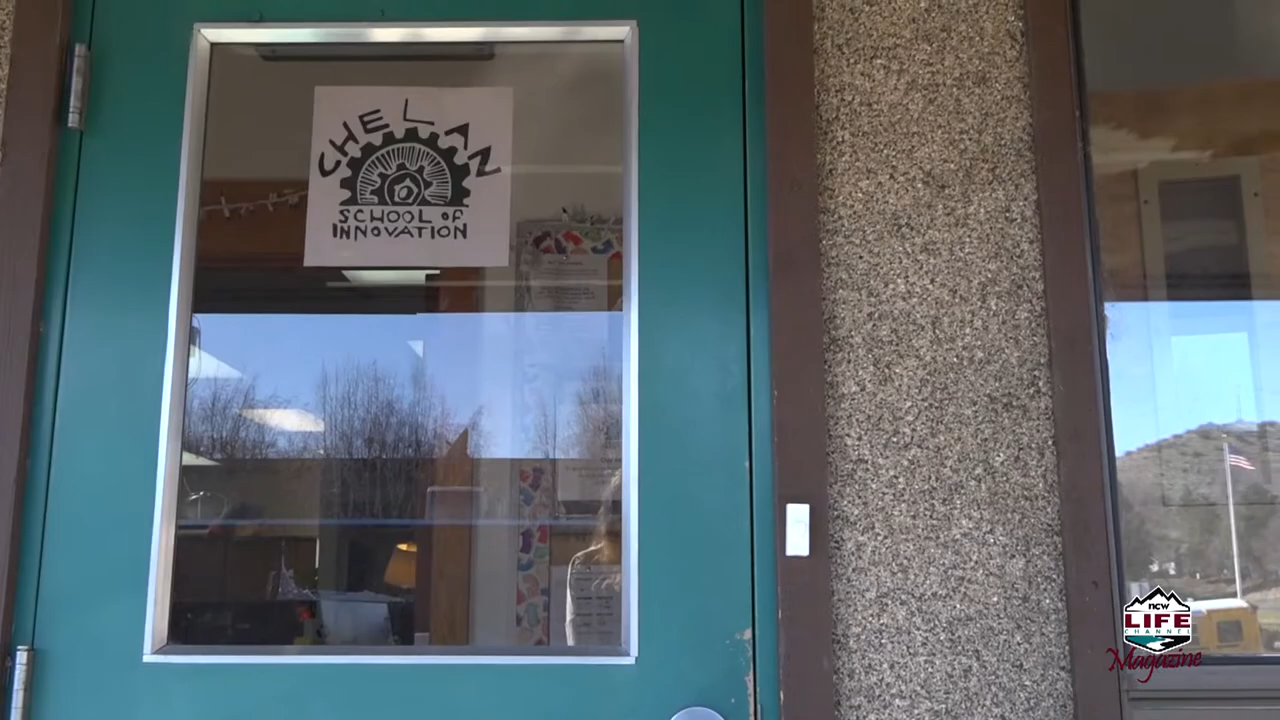 CHELAN
SCHOOL OF
INNOVATION
ncw
LIFE
CHANNEL
Magazine